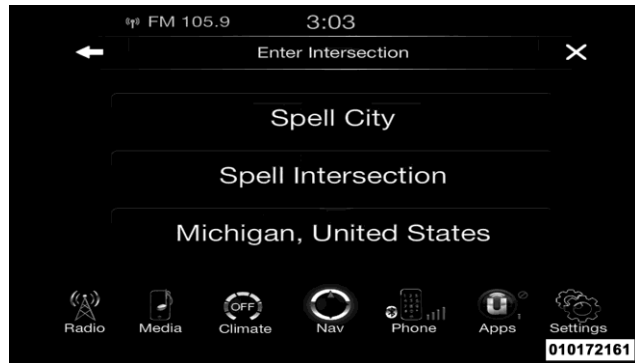 FM 105.9 3:03
Enter Intersection
Spell City
Spell Intersection
Michigan, United States
OFF U 1
Radio Media Climate Nav Phone Apps Settings
010172161